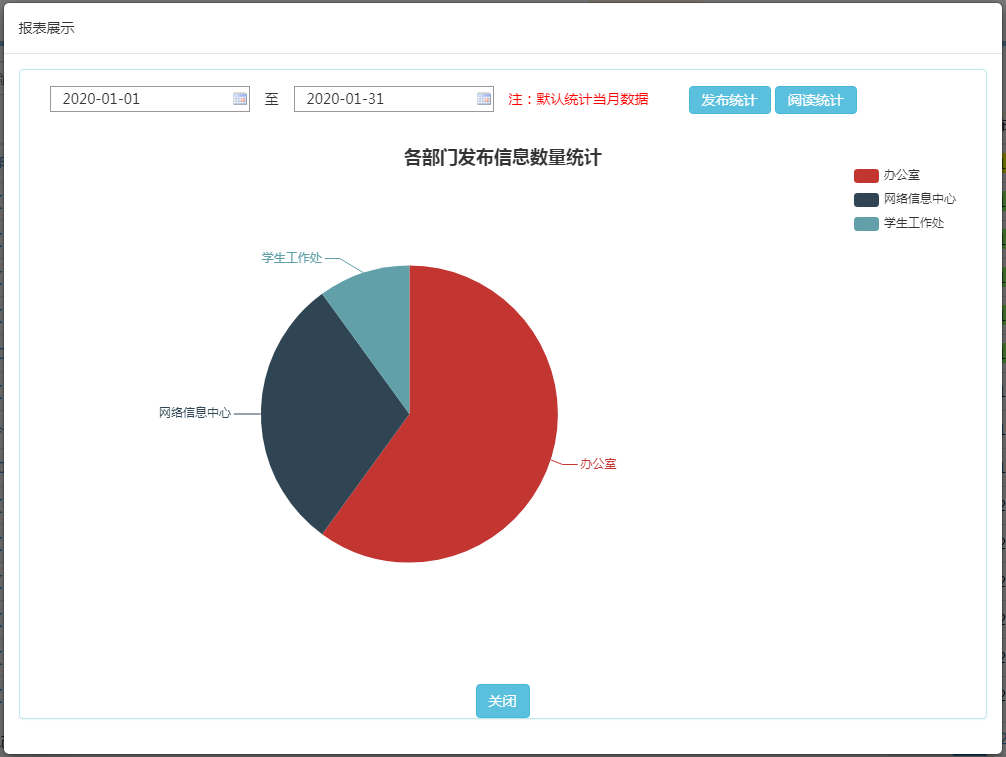 报表展示
2020-01-01 至 2020-01-31 注：默认统计当月数据 发布统计 阅读统计
各部门发布信息数量统计
办公室
网络信息中心
学生工作处
学生工作处
网络信息中心
办公室
关闭